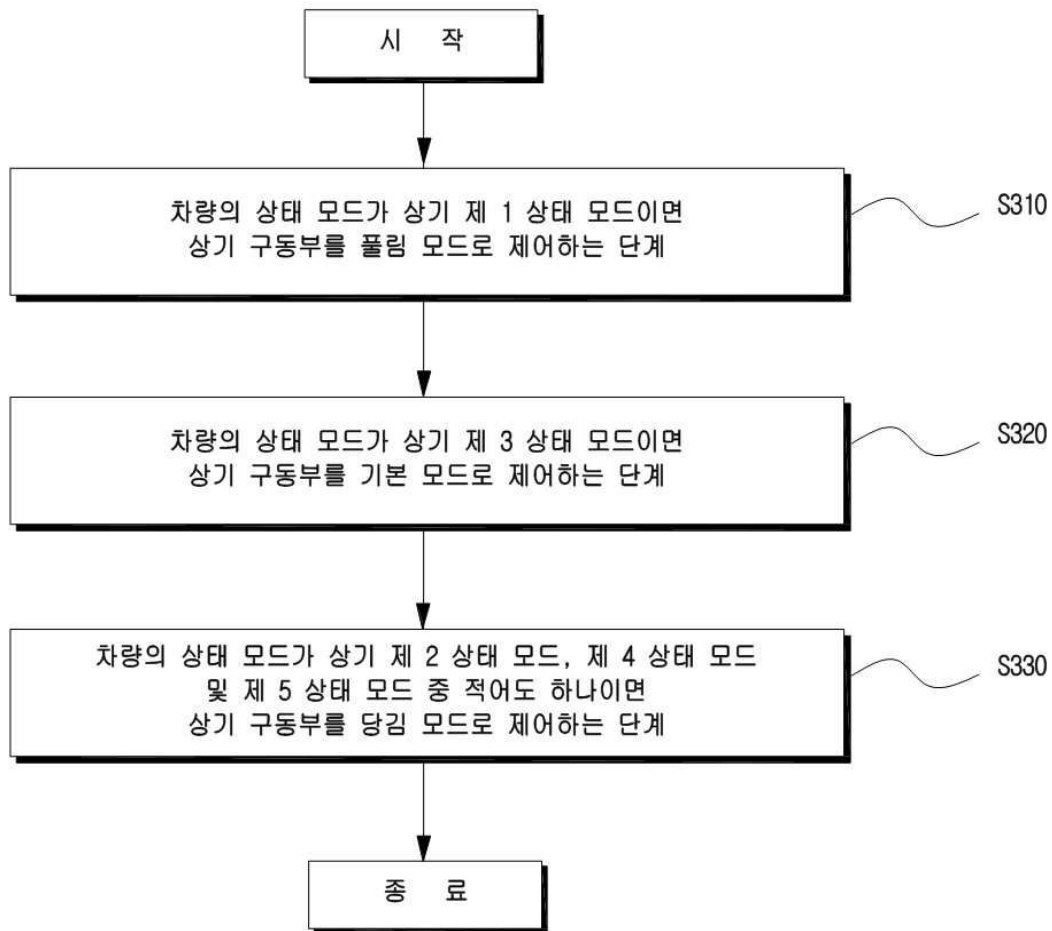 시 작
차량의 상태 모드가 상기 제 1 상태 모드이면
상기 구동부를 풀림 모드로 제어하는 단계
S310
차량의 상태 모드가 상기 제 3 상태 모드이면
상기 구동부를 기본 모드로 제어하는 단계
S320
차량의 상태 모드가 상기 제 2 상태 모드, 제 4 상태 모드
및 제 5 상태 모드 중 적어도 하나이면
상기 구동부를 당김 모드로 제어하는 단계
S330
종 료